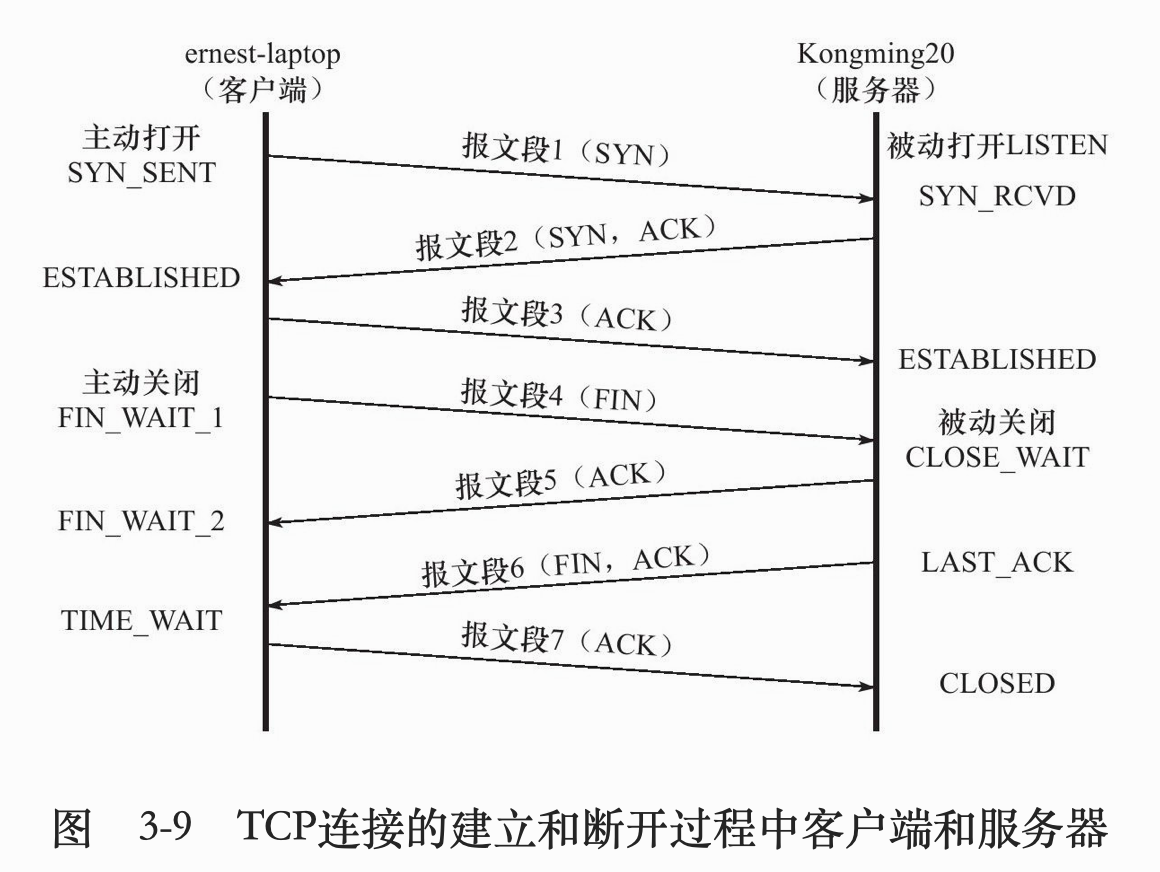 ernest-laptop
（客户端）
Kongming20
（服务器）
主动打开
SYN_SENT
报文段1（SYN）
被动打开LISTEN
SYN_RCVD
报文段2（SYN，ACK）
ESTABLISHED
报文段3（ACK）
ESTABLISHED
主动关闭
FIN_WAIT_1
报文段4（FIN）
被动关闭
CLOSE_WAIT
报文段5（ACK）
FIN_WAIT_2
报文段6（FIN，ACK）
LAST_ACK
TIME_WAIT
报文段7（ACK）
CLOSED
图 3-9 TCP连接的建立和断开过程中客户端和服务器